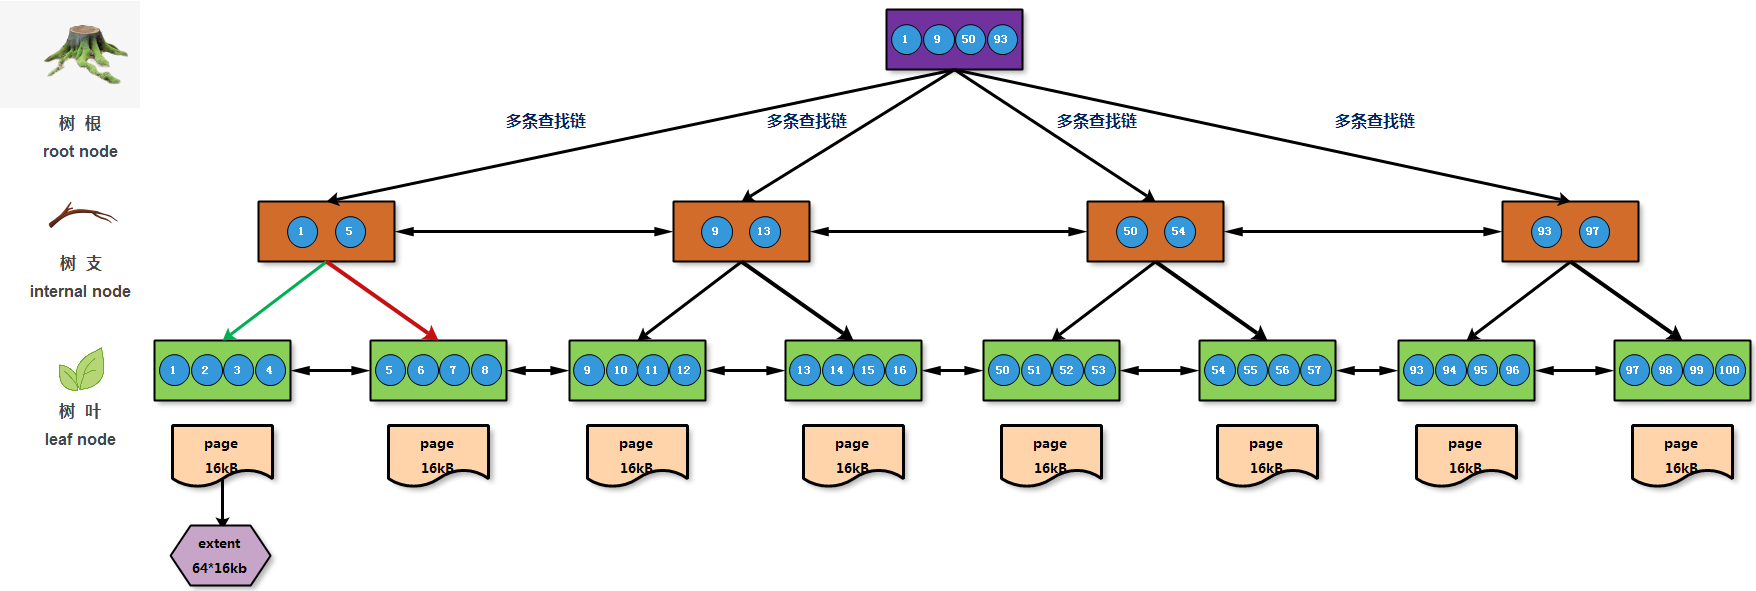 1 9 50 93
多条查找链 多条查找链 多条查找链 多条查找链
树 根
root node
1 5 9 13 50 54 93 97
树 支
internal node
1 2 3 4 5 6 7 8 9 10 11 12 13 14 15 16 50 51 52 53 54 55 56 57 93 94 95 96 97 98 99 100
树 叶
leaf node
page page page page page page page page
16kB 16kB 16kB 16kB 16kB 16kB 16kB 16kB
extent
64*16kb